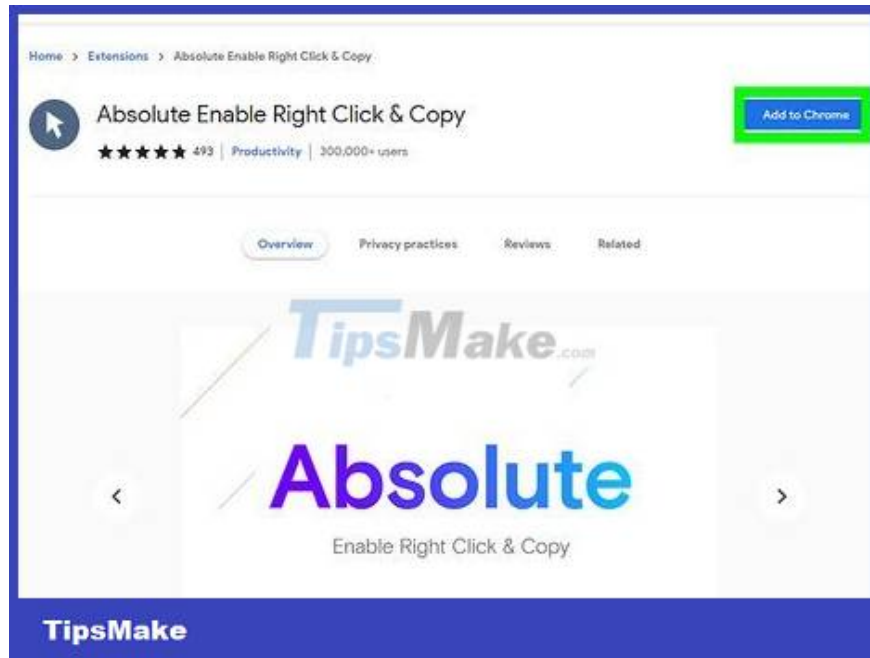 Home > Extensions > Absolute Enable Right Click & Copy
Absolute Enable Right Click & Copy
Add to Chrome
★★★★★ 493 | Productivity | 300,000+ users
Overview Privacy practices Reviews Related
TipsMake.com
Absolute
Enable Right Click & Copy
TipsMake